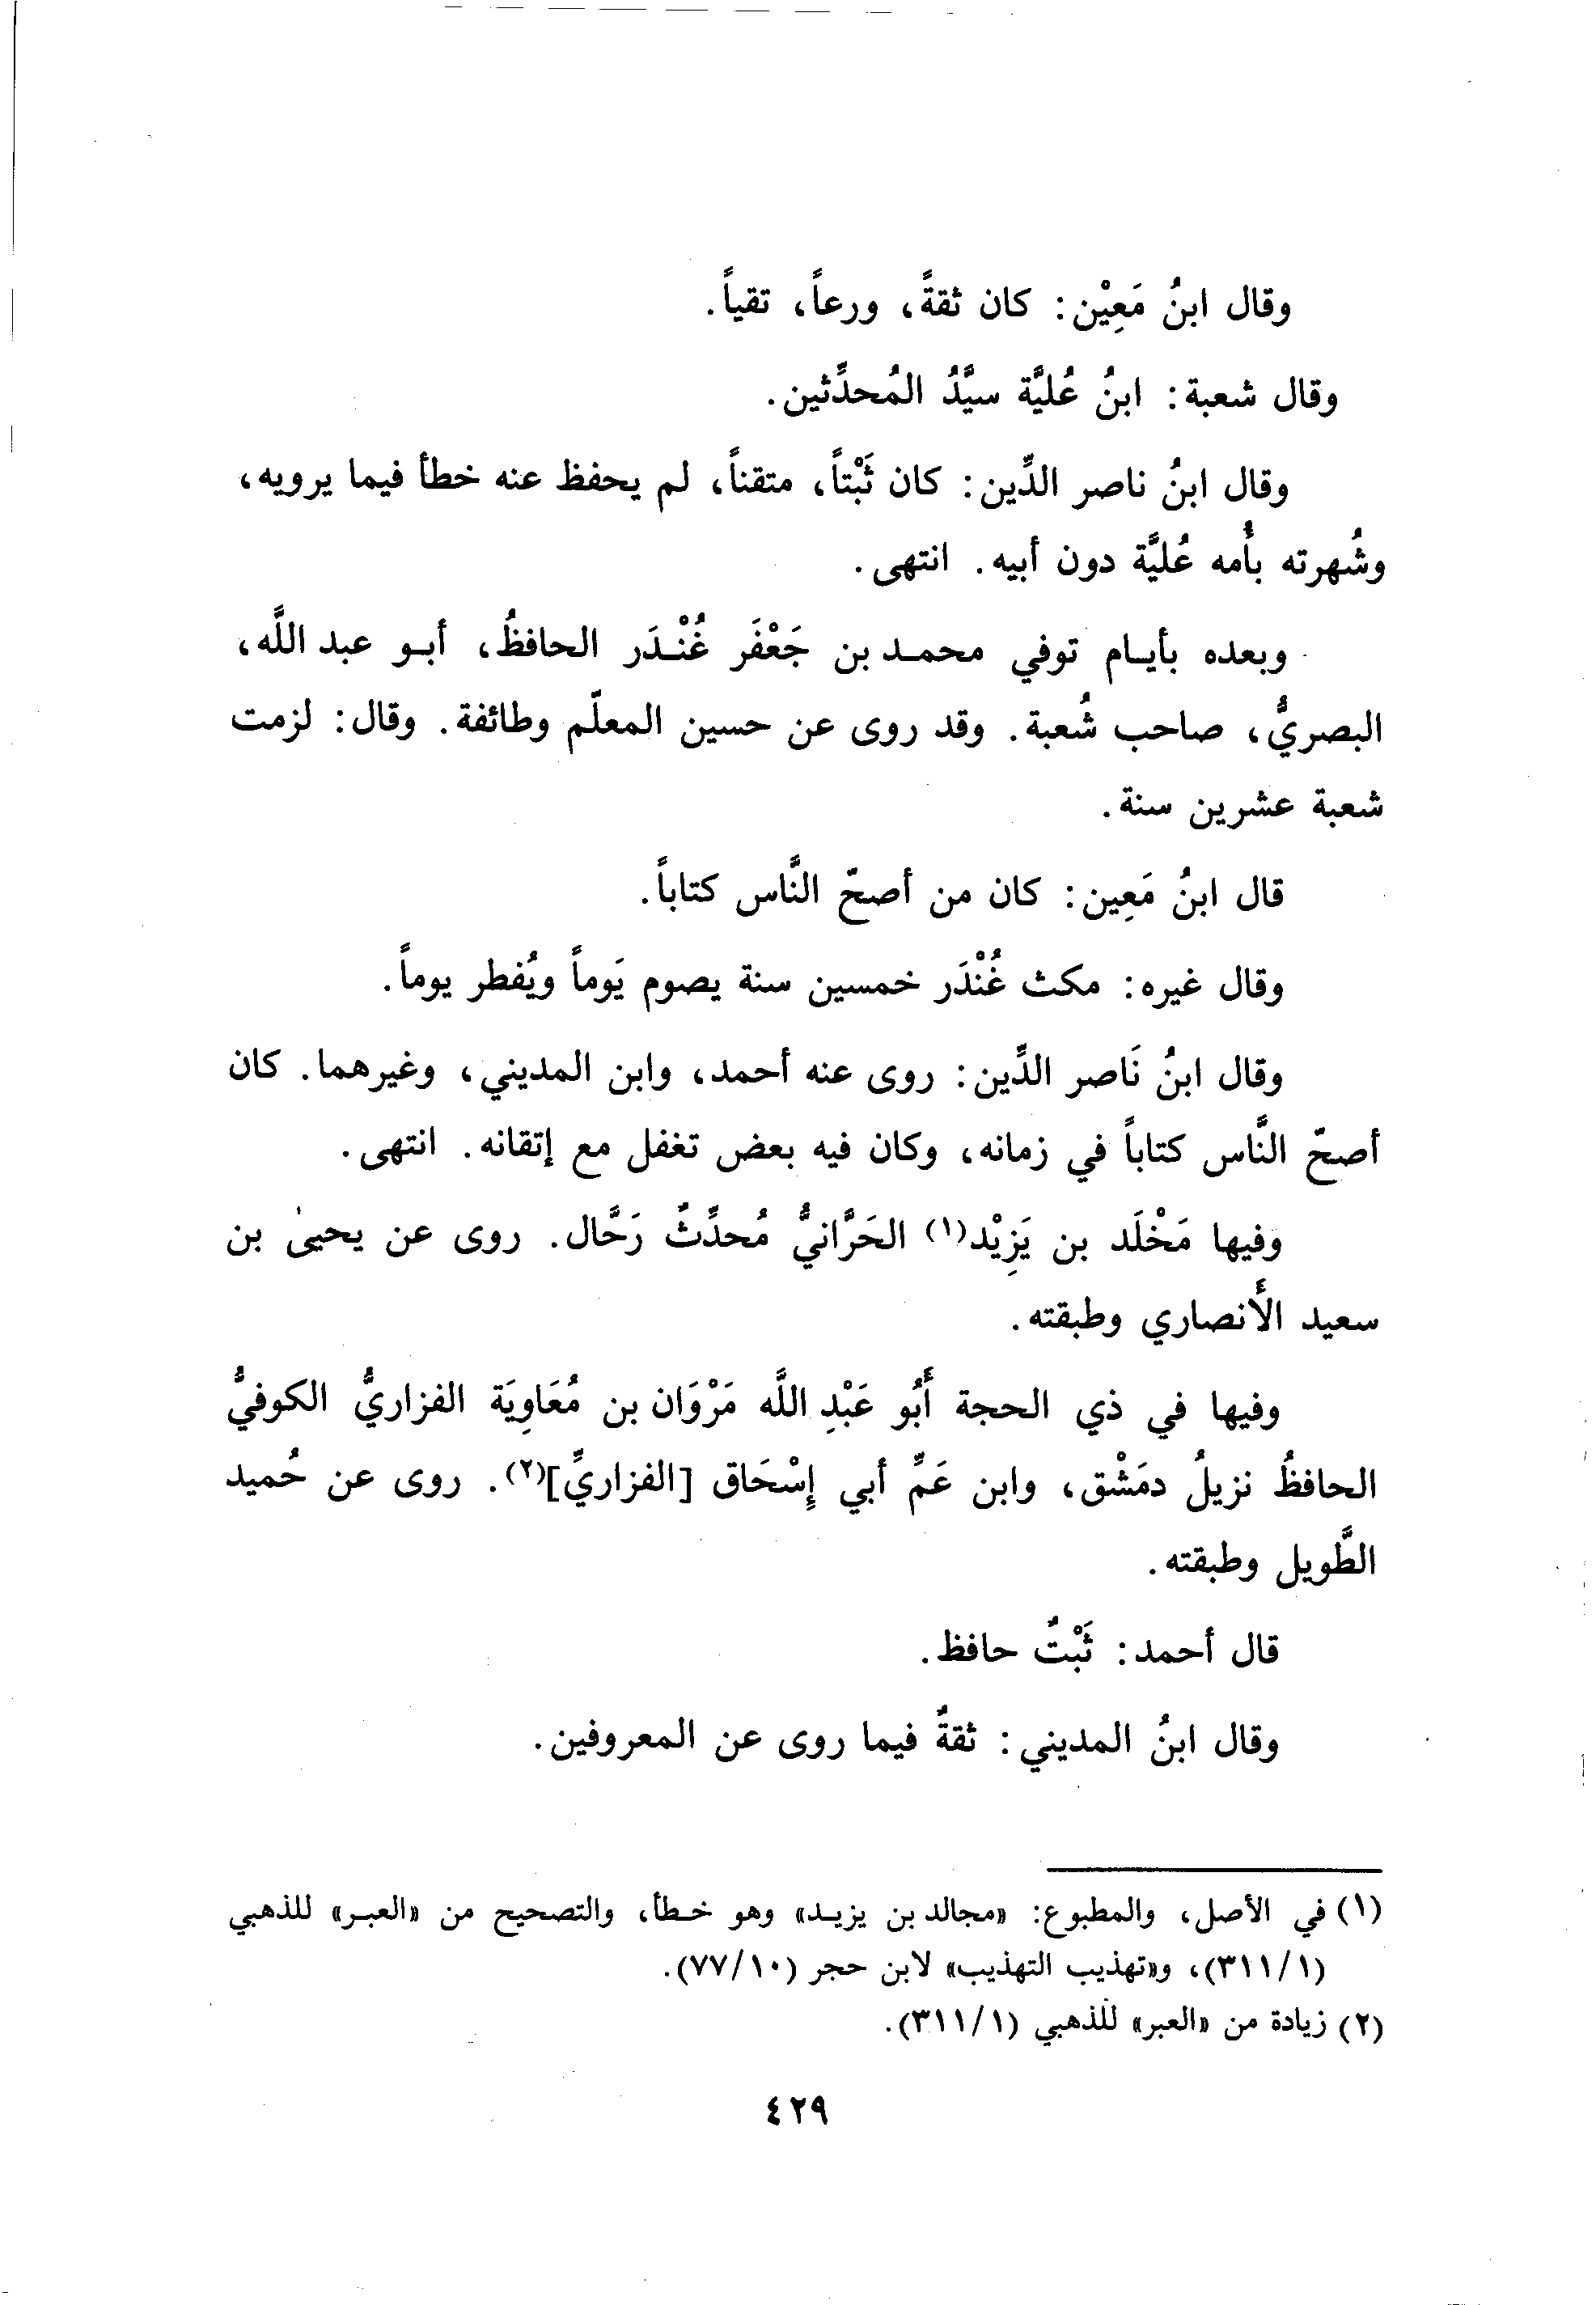 وقال ابنُ مَعِيْن: كان ثقةً، ورعاً، تقياً.
وقال شعبة: ابنُ عُليَّة سيَّدُ المُحدِّثين.
وقال ابنُ ناصر الدِّين: كان ثَبْتاً، متقناً، لم يحفظ عنه خطأ فيما يرويه،
وشُهرته بأُمه عُليَّة دون أبيه. انتهى.
وبعده بأيام توفي محمد بن جَعْفَر غُنْدَر الحافظُ، أبو عبد اللَّه،
البصريُّ، صاحب شُعبة. وقد روى عن حسين المعلّم وطائفة. وقال: لزمت
شعبة عشرين سنة.
قال ابنُ مَعِين: كان من أصحّ النَّاس كتاباً.
وقال غيره: مكث غُنْدَر خمسين سنة يصوم يَوماً ويُفطر يوماً.
وقال ابنُ نَاصر الدِّين: روى عنه أحمد، وابن المديني، وغيرهما. كان
أصحّ النَّاس كتاباً في زمانه، وكان فيه بعض تغفل مع إتقانه. انتهى.
وفيها مَخْلَد بن يَزِيْد(١) الحَرَّانيُّ مُحدِّثٌ رَحَّال. روى عن يحيىٰ بن
سعيد الأَنصاري وطبقته.
وفيها في ذي الحجة أَبُو عَبْدِ اللَّه مَرْوَان بن مُعَاوِيَة الفزاريُّ الكوفيُّ
الحافظُ نزيلُ دمَشْق، وابن عَمِّ أبي إِسْحَاق [الفزاريِّ](٢). روى عن حُميد
الطَّويل وطبقته.
قال أحمد: ثَبْتٌ حافظ.
وقال ابنُ المديني: ثقةٌ فيما روى عن المعروفين.
(١) في الأصل، والمطبوع: «مجالد بن يزيد» وهو خطأ، والتصحيح من «العبر» للذهبي
(٣١١/١)، و«تهذيب التهذيب» لابن حجر (٧٧/١٠).
(٢) زيادة من «العبر» للذهبي (٣١١/١).
٤٢٩